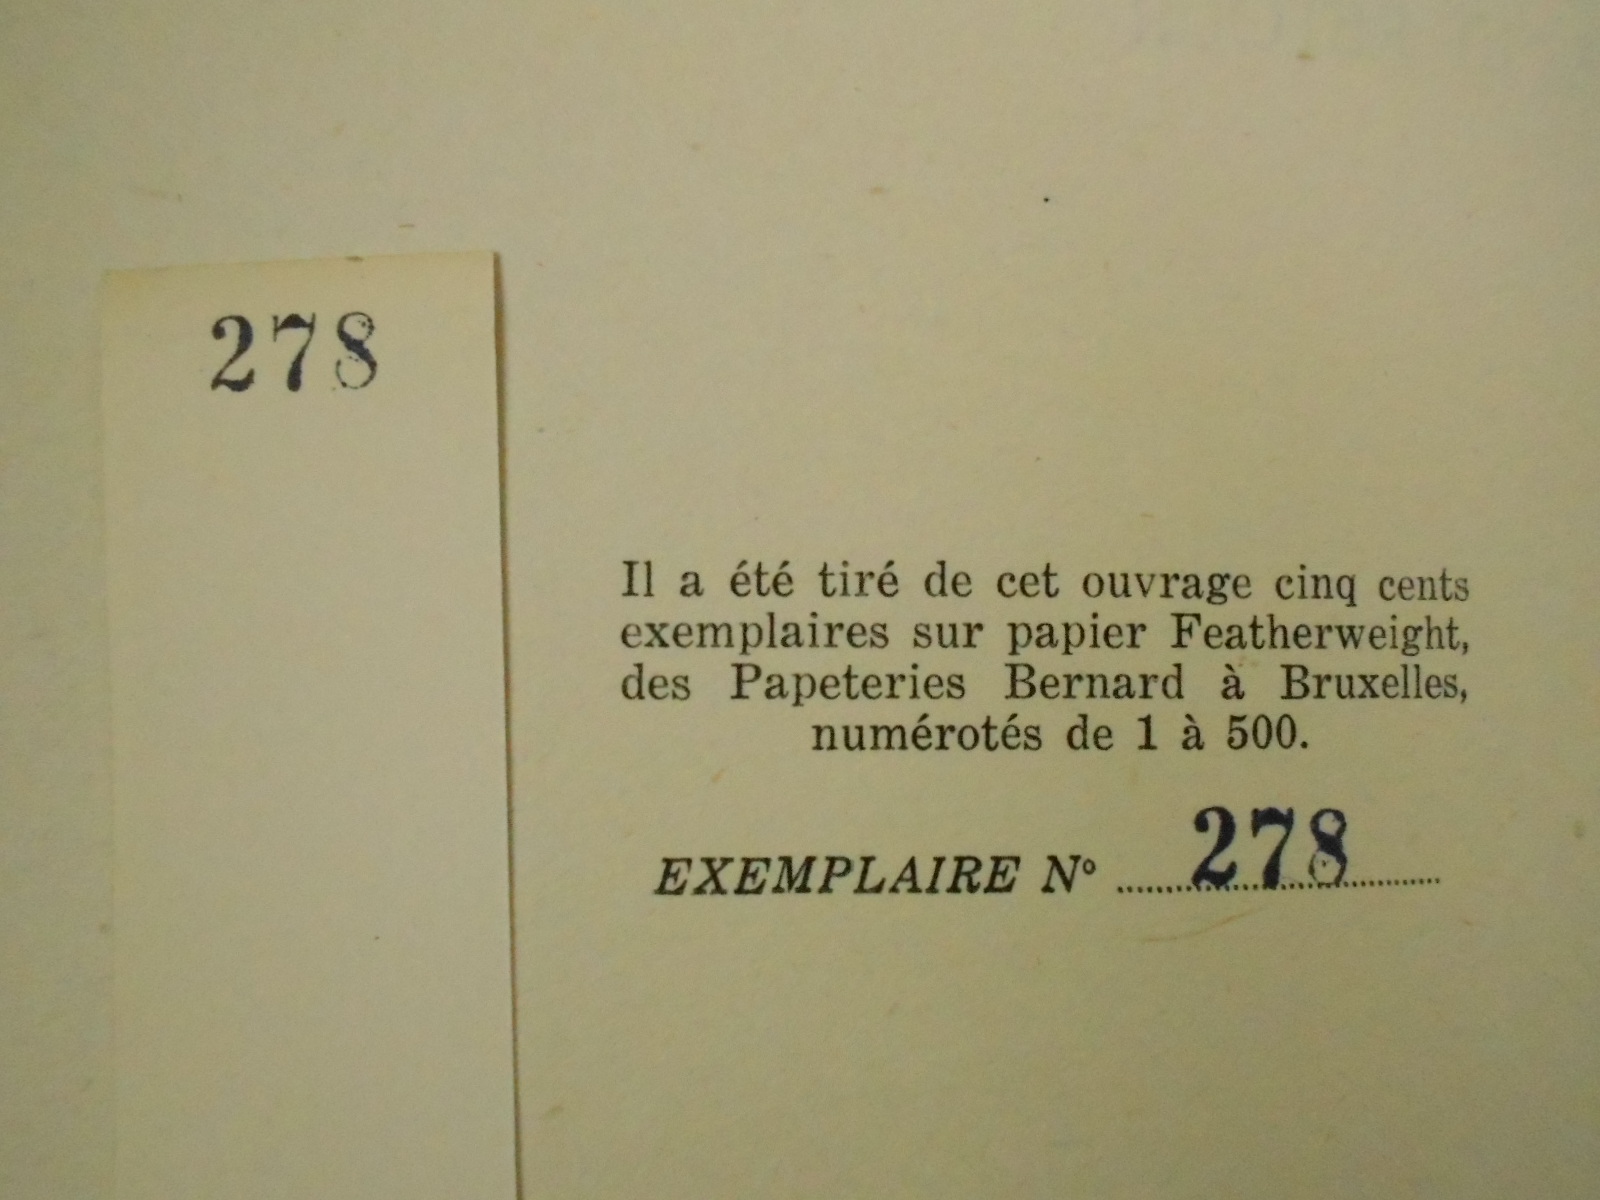 278
Il a été tiré de cet ouvrage cinq cents
exemplaires sur papier Featherweight,
des Papeteries Bernard à Bruxelles,
numérotés de 1 à 500.
EXEMPLAIRE N° 278